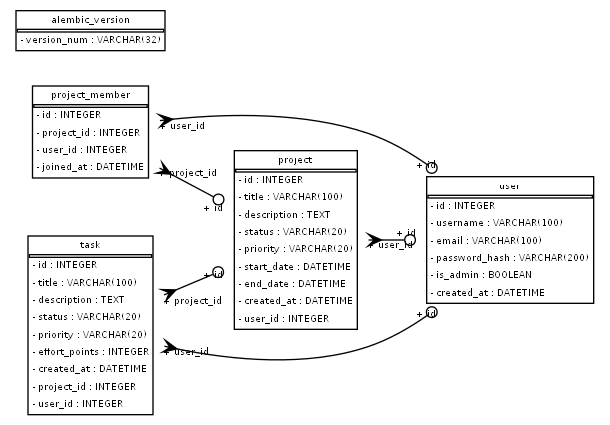 alembic_version
- version_num : VARCHAR(32)
project_member
- id : INTEGER
- project_id : INTEGER
- user_id : INTEGER
- joined_at : DATETIME
+ user_id
+ id
+ project_id
+ id
project
- id : INTEGER
- title : VARCHAR(100)
- description : TEXT
- status : VARCHAR(20)
- priority : VARCHAR(20)
- start_date : DATETIME
- end_date : DATETIME
- created_at : DATETIME
- user_id : INTEGER
+ id
+ user_id
user
- id : INTEGER
- username : VARCHAR(100)
- email : VARCHAR(100)
- password_hash : VARCHAR(200)
- is_admin : BOOLEAN
- created_at : DATETIME
task
- id : INTEGER
- title : VARCHAR(100)
- description : TEXT
- status : VARCHAR(20)
- priority : VARCHAR(20)
- effort_points : INTEGER
- created_at : DATETIME
- project_id : INTEGER
- user_id : INTEGER
+ id
+ project_id
+ id
+ user_id